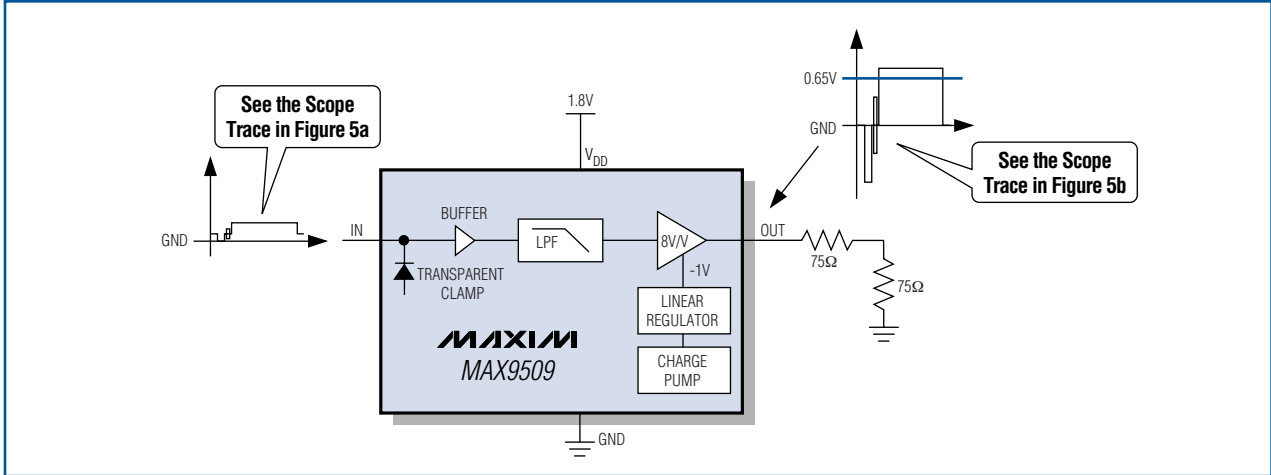 See the Scope
Trace in Figure 5a
GND
IN
1.8V
VDD
BUFFER
LPF
8V/V
-1V
TRANSPARENT
CLAMP
LINEAR
REGULATOR
CHARGE
PUMP
MAXIM
MAX9509
GND
OUT
75Ω
75Ω
0.65V
GND
See the Scope
Trace in Figure 5b